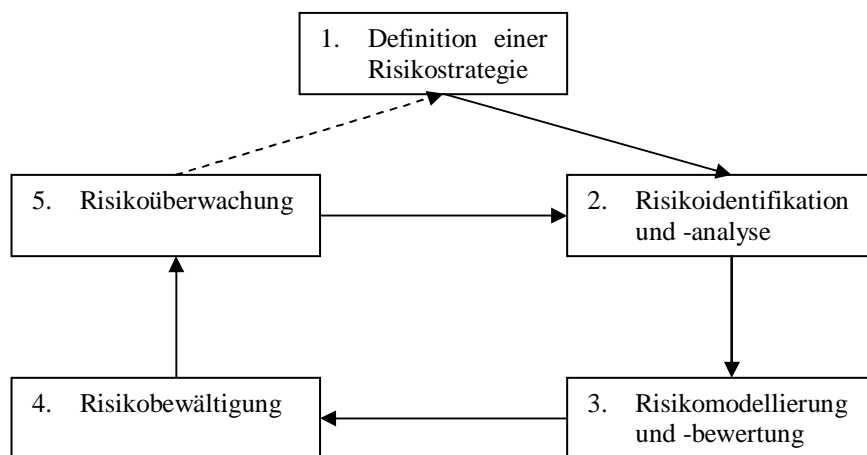 1. Definition einer
Risikostrategie
5. Risikoüberwachung
2. Risikoidentifikation
und -analyse
4. Risikobewältigung
3. Risikomodellierung
und -bewertung